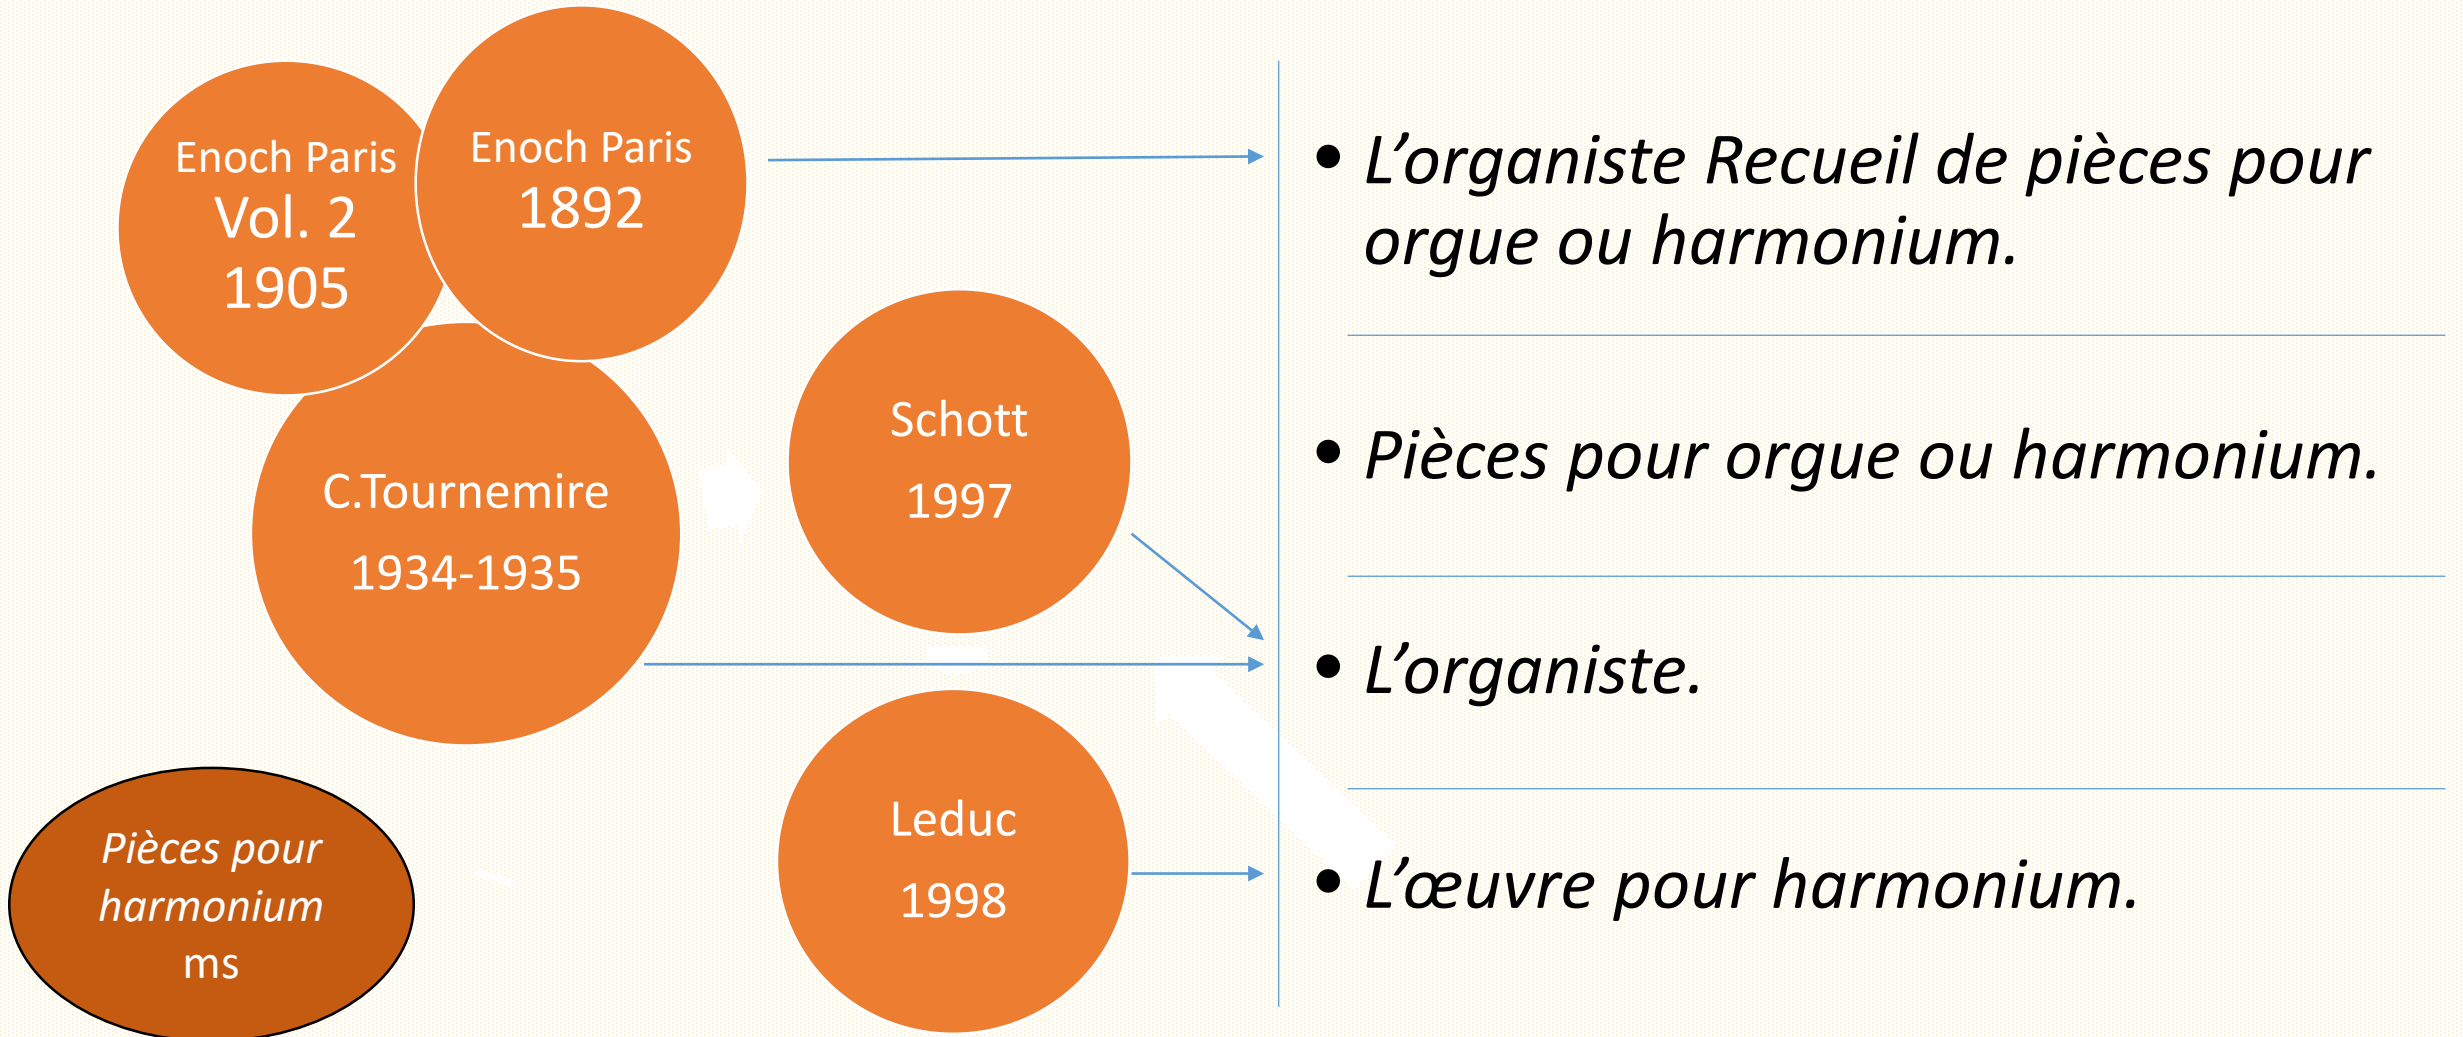 Enoch Paris
Vol. 2
1905
Enoch Paris
1892
C.Tournemire
1934-1935
Schott
1997
Leduc
1998
Pièces pour
harmonium
ms
• L’organiste Recueil de pièces pour
orgue ou harmonium.
• Pièces pour orgue ou harmonium.
• L’organiste.
• L’œuvre pour harmonium.